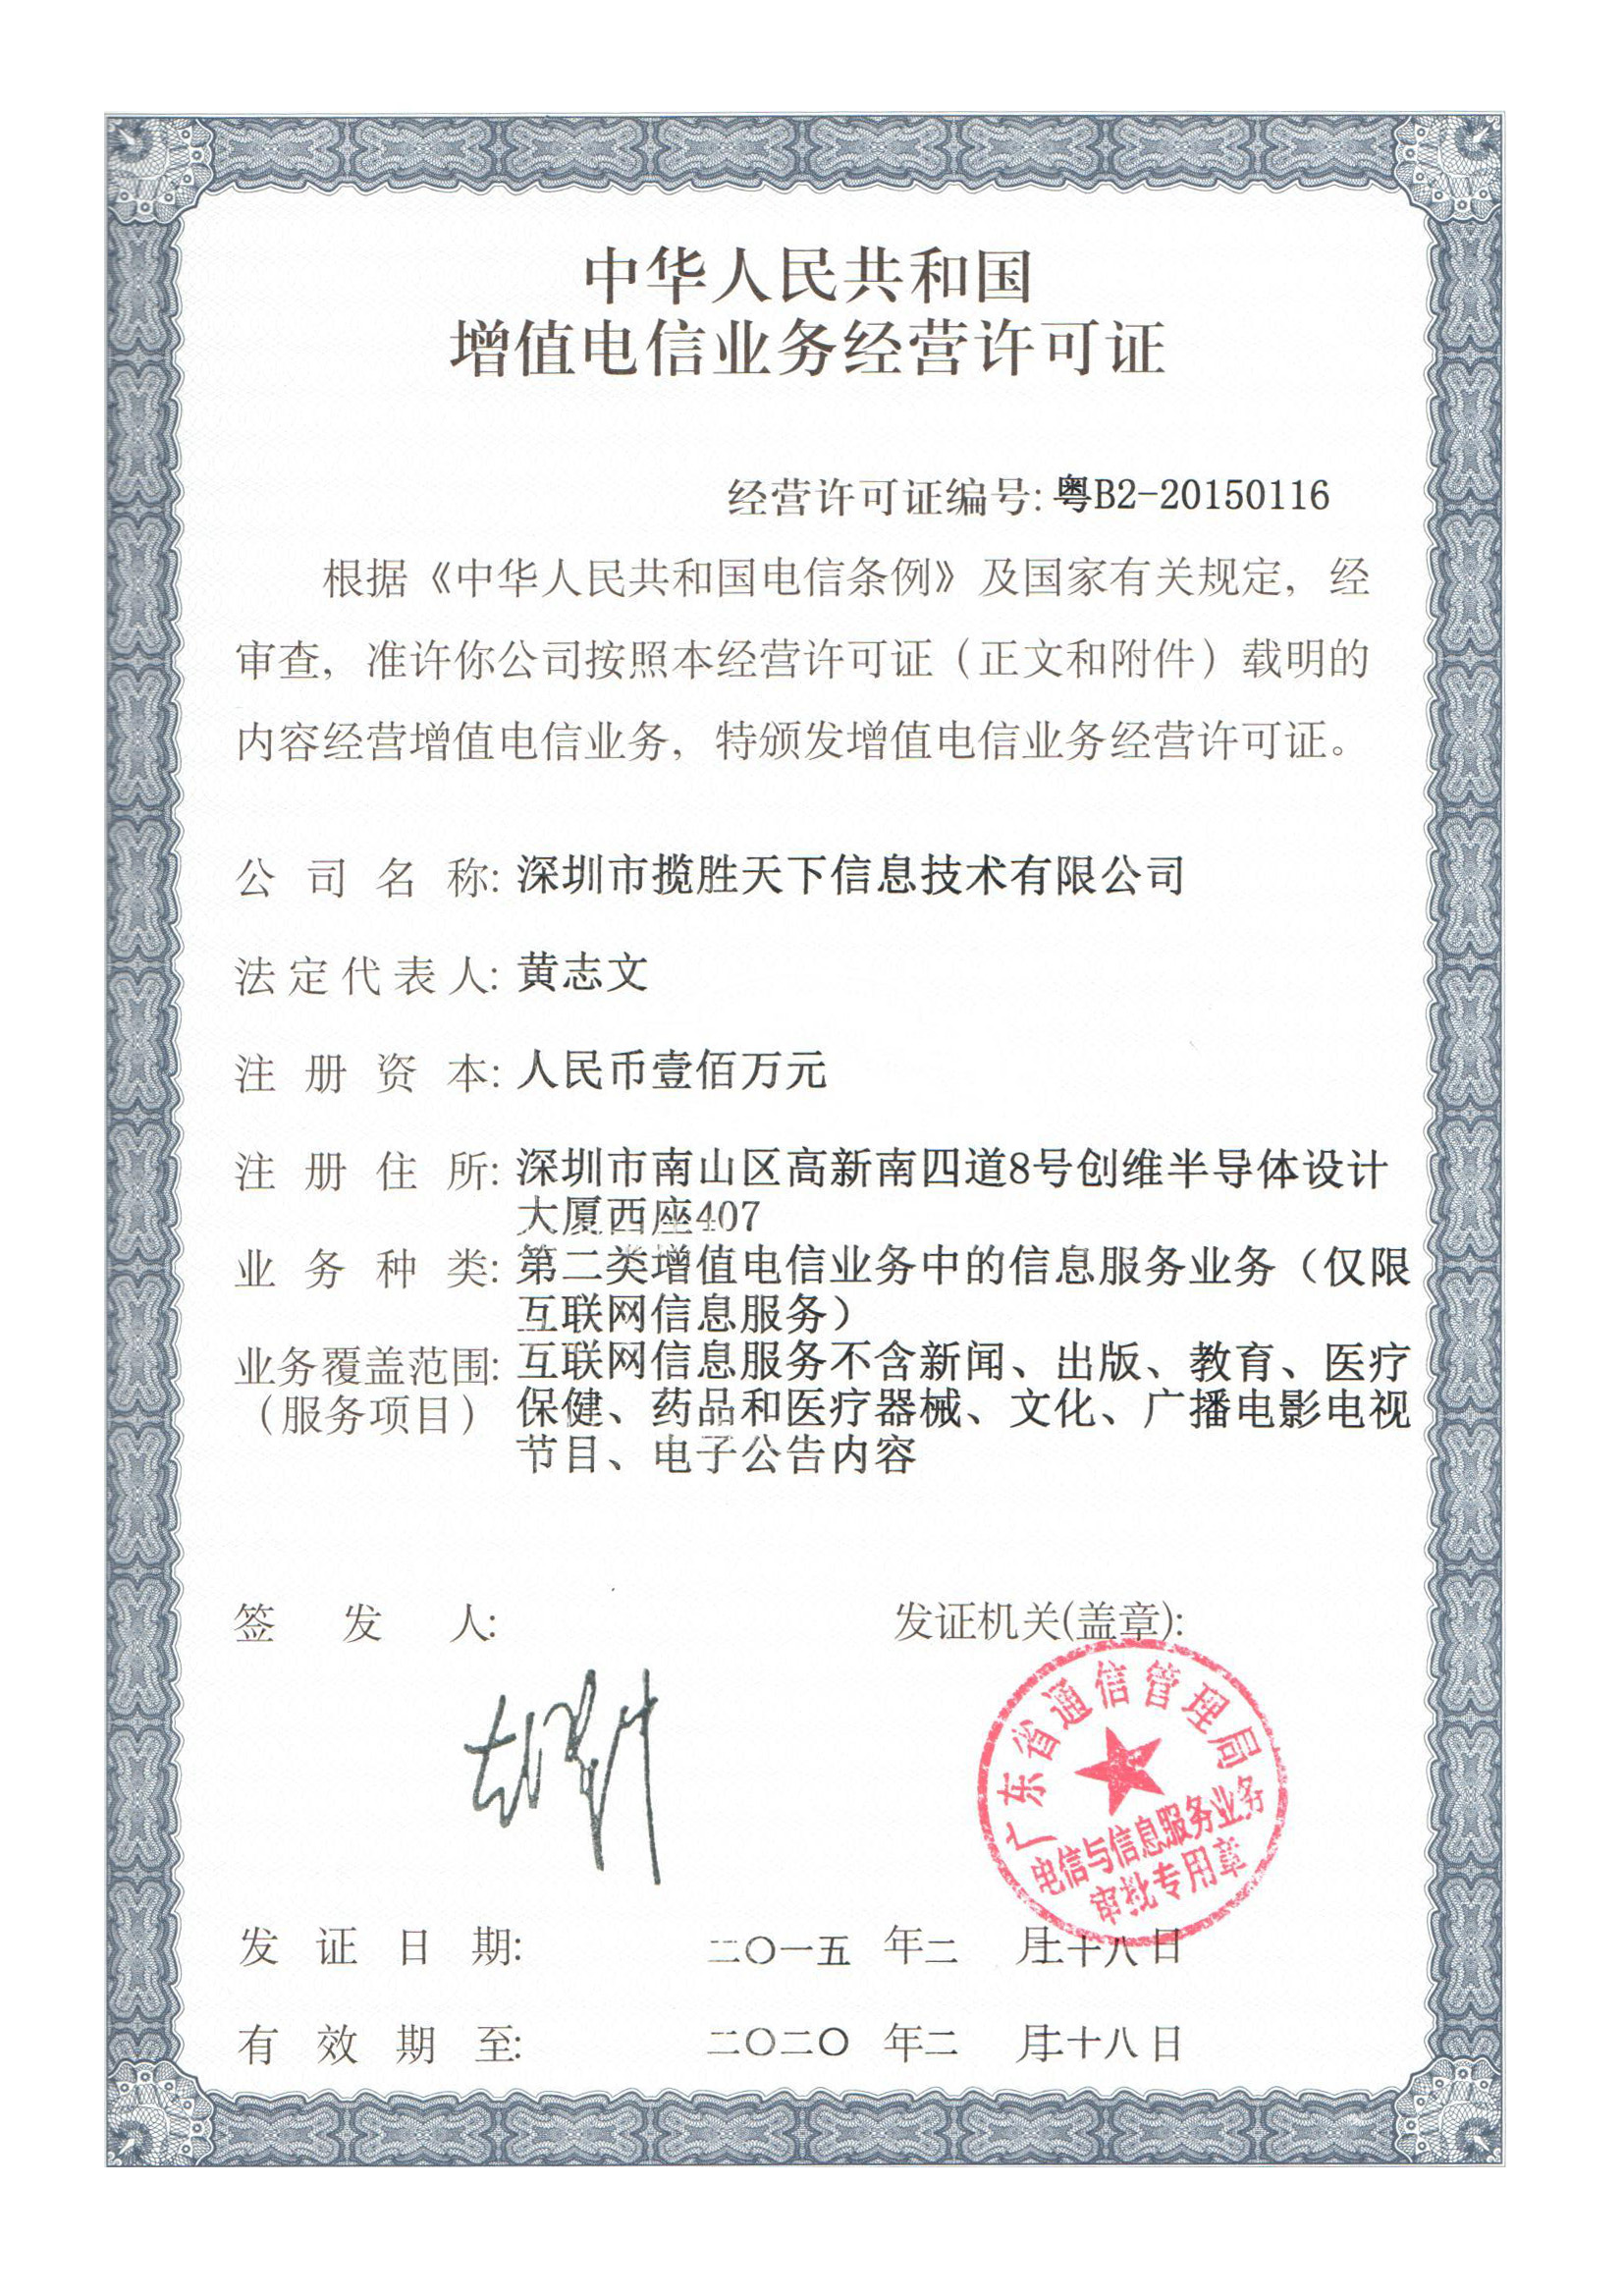 中华人民共和国
增值电信业务经营许可证
经营许可证编号: 粤B2-20150116
根据《中华人民共和国电信条例》及国家有关规定，经
审查，准许你公司按照本经营许可证（正文和附件）载明的
内容经营增值电信业务，特颁发增值电信业务经营许可证。
公司名称: 深圳市揽胜天下信息技术有限公司
法定代表人: 黄志文
注册资本: 人民币壹佰万元
注册住所: 深圳市南山区高新南四道8号创维半导体设计
大厦西座407
业务种类: 第二类增值电信业务中的信息服务业务（仅限
互联网信息服务）
业务覆盖范围: 互联网信息服务不含新闻、出版、教育、医疗
（服务项目） 保健、药品和医疗器械、文化、广播电影电视
节目、电子公告内容
签发人:
发证机关(盖章):
广东省通信管理局
电信与信息服务业务
审批专用章
发证日期: 二〇一五 年二 月二十八日
有效期至: 二〇二〇 年二 月二十八日